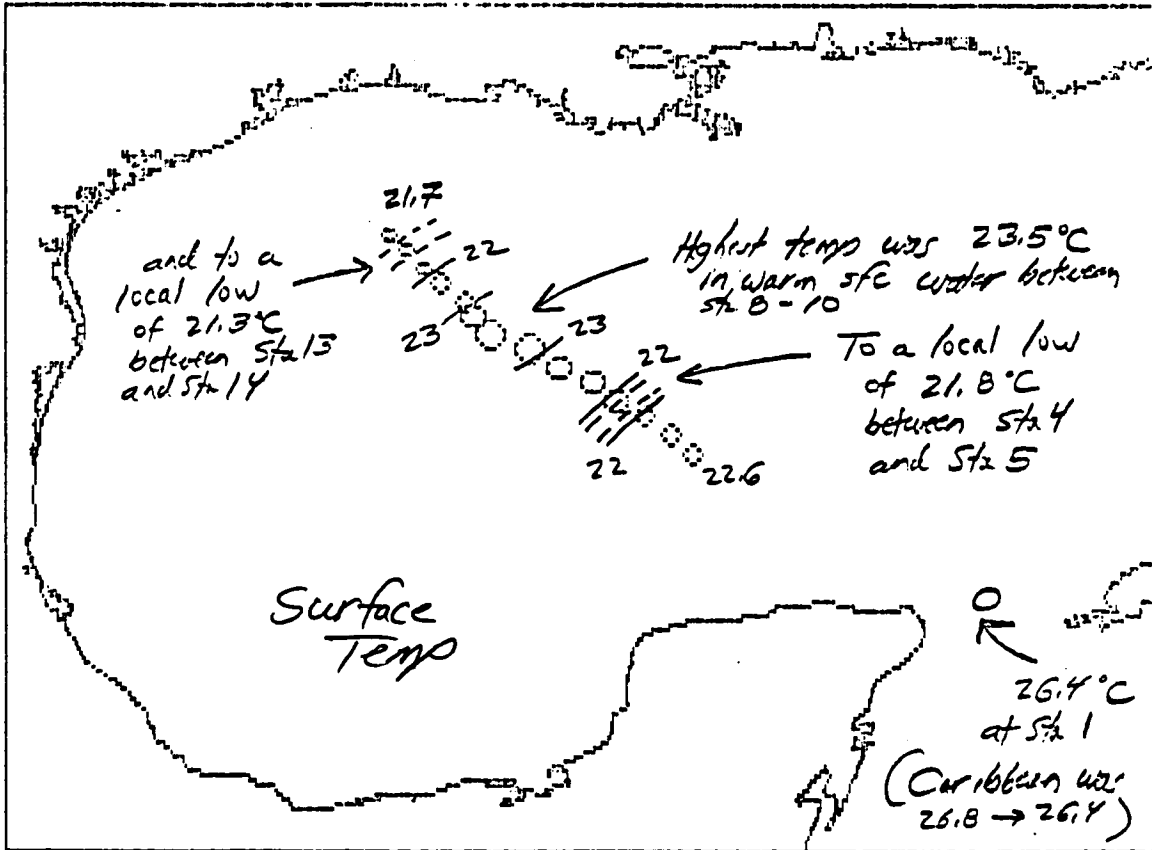 21.7
22
and to a
local low
of 21.3°C
between Sta 13
and Sta 14
23
Highest temp was 23.5°C
in warm sfc water between
sta 8-10
23
22
To a local low
of 21.8°C
between Sta 4
and Sta 5
22
22.6
Surface
Temp
26.4°C
at Sta 1
(Caribbean was
26.8 → 26.4)